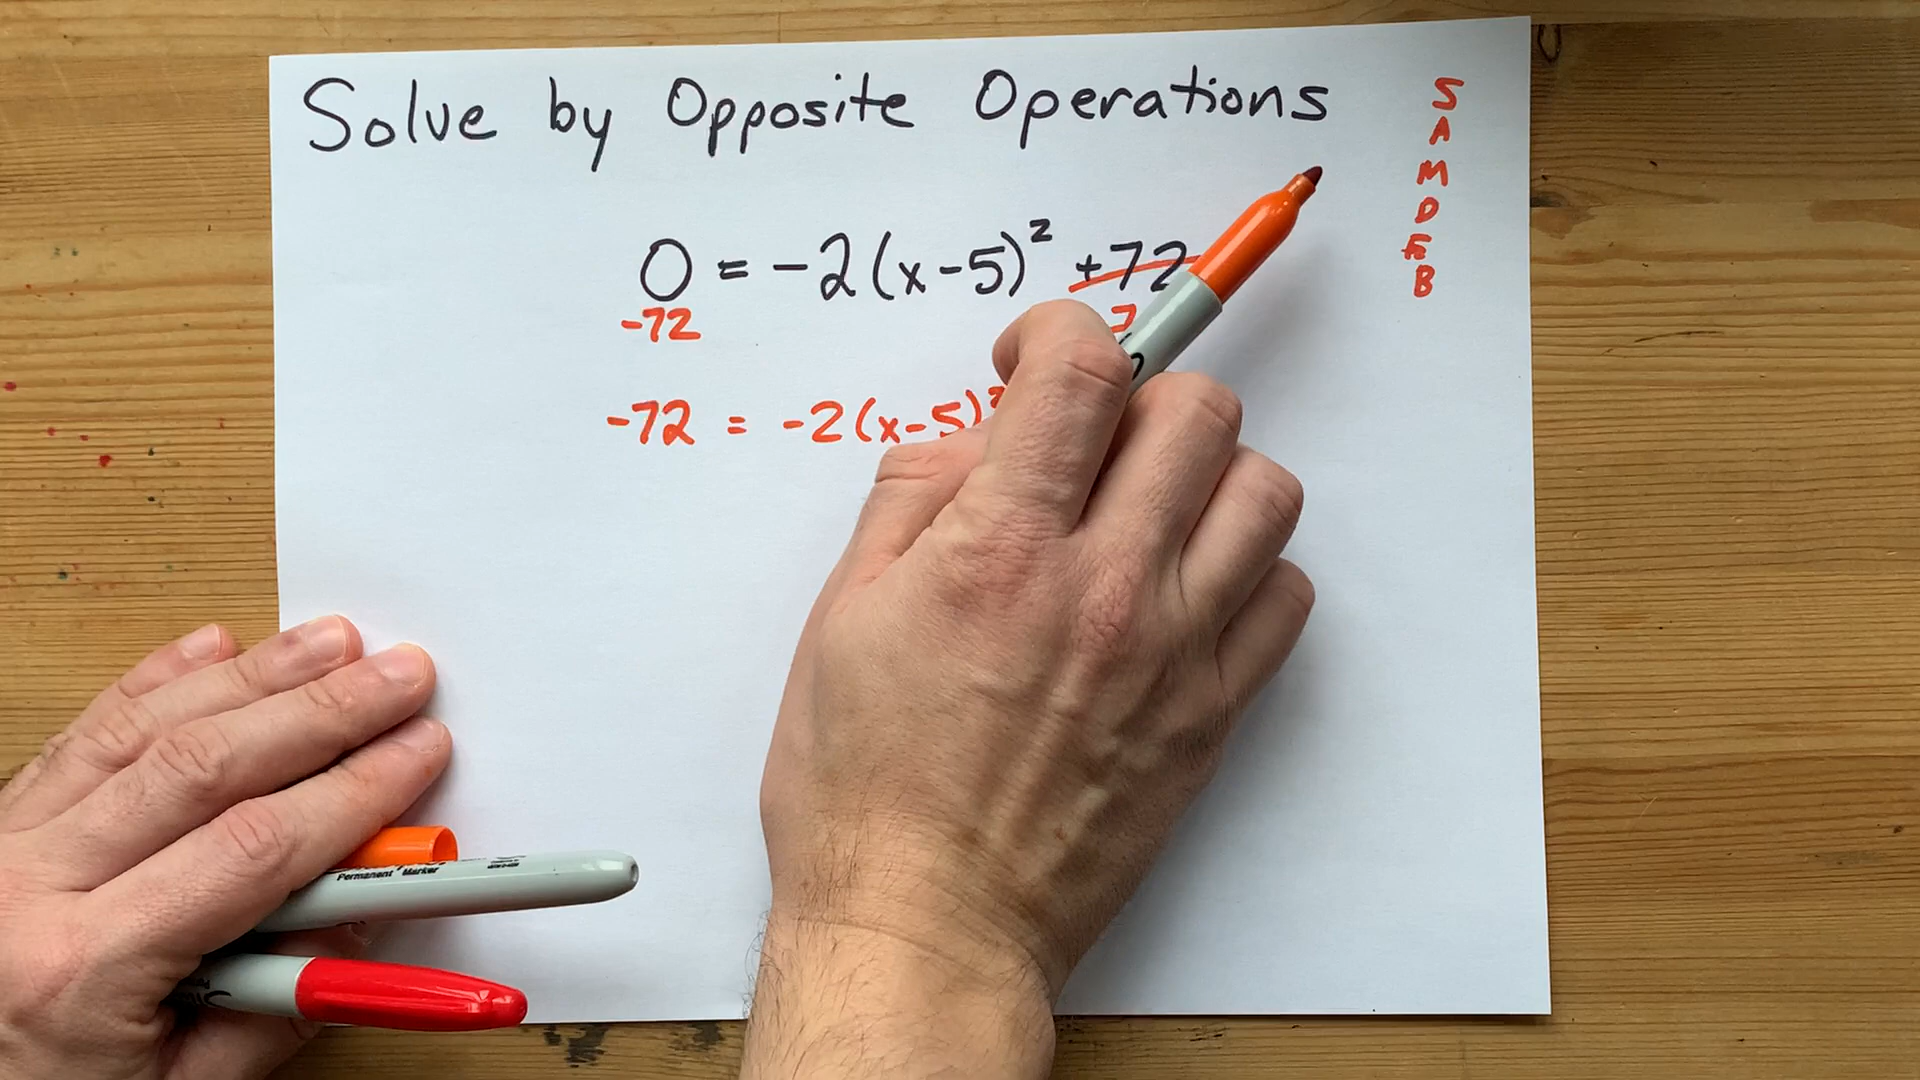 Solve by Opposite Operations
0 = -2(x-5)² +72
-72
-72 = -2(x-5)²
S
A
M
D
E
B
Permanent Marker